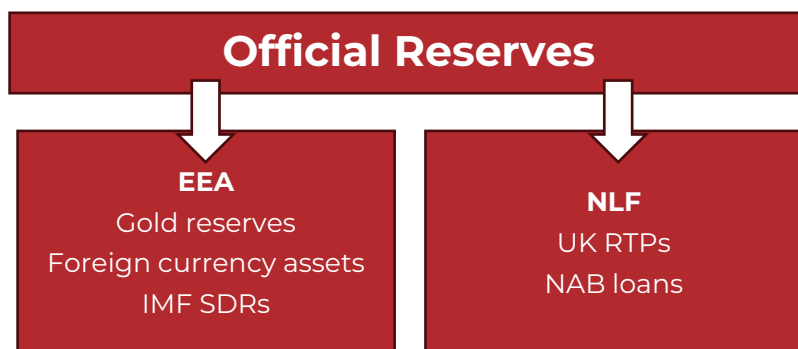 Official Reserves
EEA
Gold reserves
Foreign currency assets
IMF SDRs
NLF
UK RTPs
NAB loans